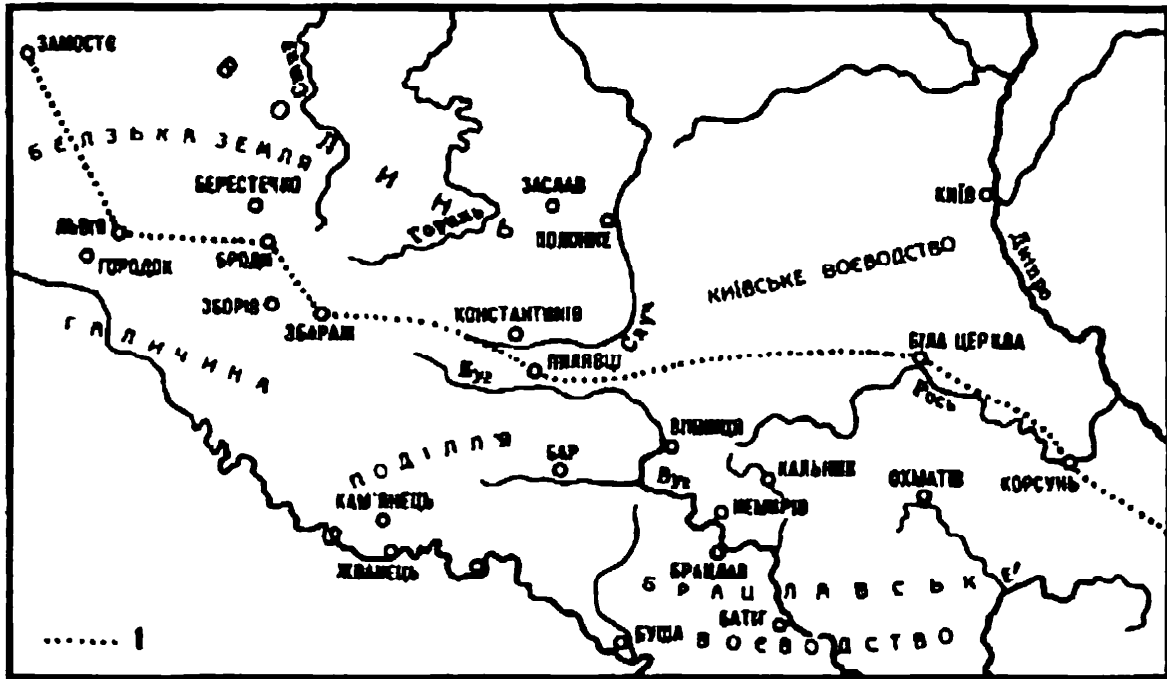 ЗАМОСТЄ
ВОЛИНЬ
БЕЛЗЬКА ЗЕМЛЯ
БЕРЕСТЕЧКО
ЗАСЛАВ
Горинь
ПОЛОННЕ
КИЇВ
Дніпро
ЛЬВІВ
ГОРОДОК
БРОДИ
КИЇВСЬКЕ ВОЄВОДСТВО
ЗБОРІВ
ЗБАРАЖ
КОНСТАНТИНІВ
Случ
ГАЛИЧИНА
ПИЛЯВЦІ
Буг
БІЛА ЦЕРКВА
Рось
ВІННИЦЯ
ПОДІЛЛЯ
БАР
Буг
КАЛЬНИК
ОХМАТІВ
КОРСУНЬ
КАМ'ЯНЕЦЬ
НЕМИРІВ
ЖВАНЕЦЬ
БРАЦЛАВ
БРАЦЛАВСЬКЕ
БАТІГ
БУША
ВОЄВОДСТВО
1